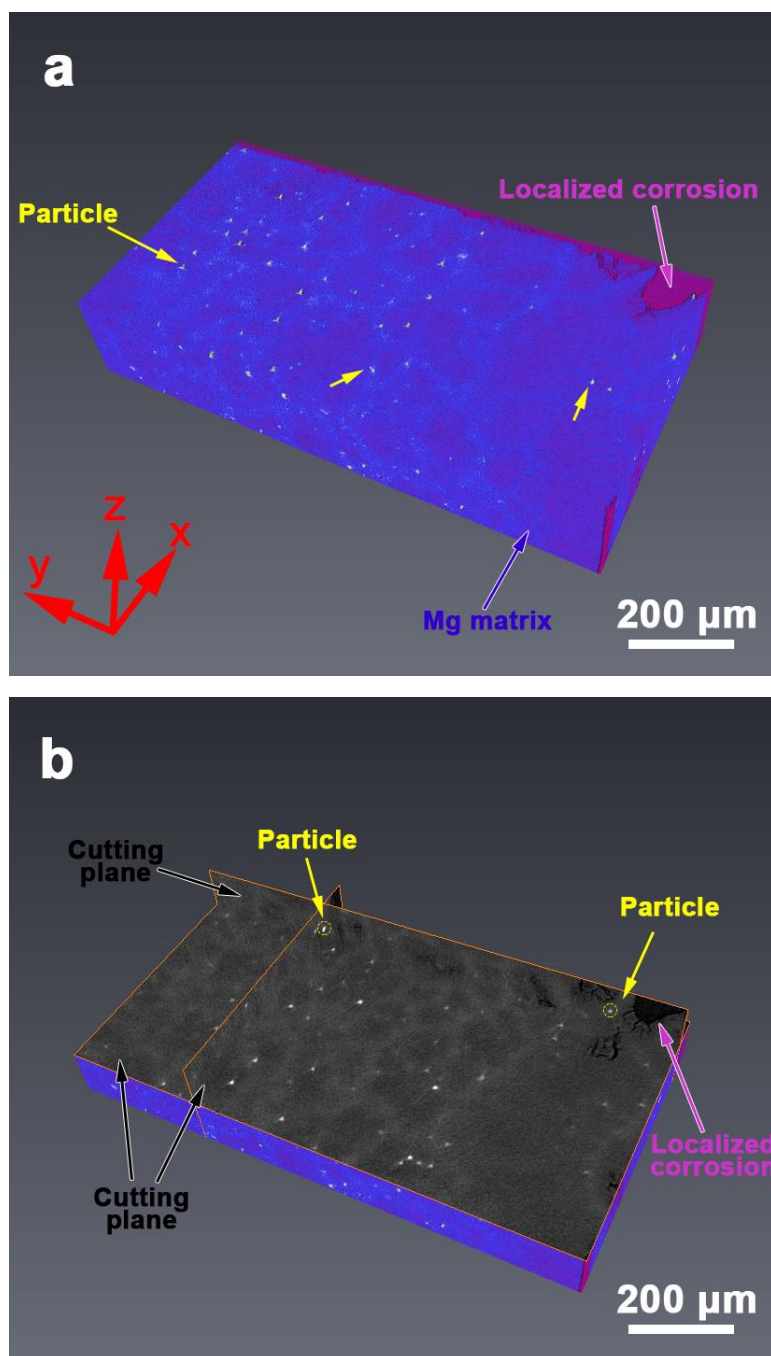 a
Localized corrosion
Particle
z
x
y
Mg matrix
200 μm
b
Particle
Cutting
plane
Particle
Localized
corrosion
Cutting
plane
200 μm